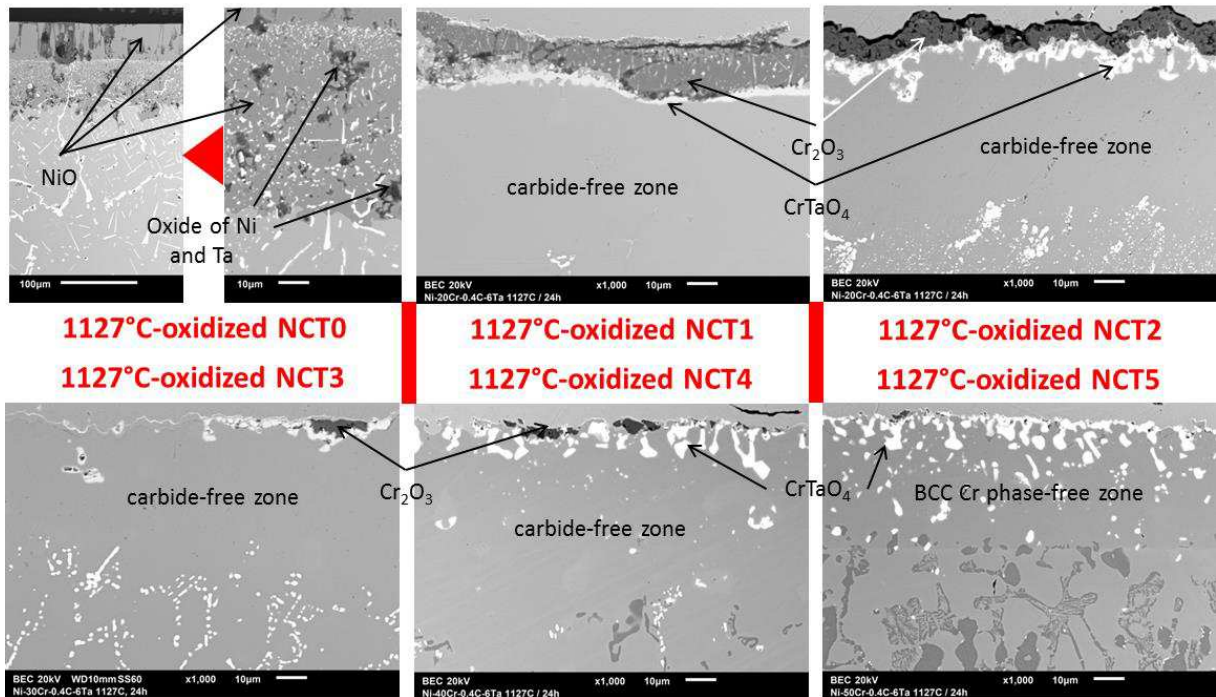 NiO
Oxide of Ni
and Ta
100µm
10µm
carbide-free zone
Cr₂O₃
CrTaO₄
carbide-free zone
BEC 20kV x1,000 10µm
Ni-20Cr-0.4C-6Ta 1127C / 24h
BEC 20kV x1,000 10µm
Ni-20Cr-0.4C-6Ta 1127C / 24h
1127°C-oxidized NCT0
1127°C-oxidized NCT1
1127°C-oxidized NCT2
1127°C-oxidized NCT3
1127°C-oxidized NCT4
1127°C-oxidized NCT5
carbide-free zone
Cr₂O₃
carbide-free zone
CrTaO₄
BCC Cr phase-free zone
BEC 20kV WD10mm SS60 x1,000 10µm
Ni-30Cr-0.4C-6Ta 1127C, 24h
BEC 20kV x1,000 10µm
Ni-40Cr-0.4C-6Ta 1127C, 24h
BEC 20kV x1,000 10µm
Ni-50Cr-0.4C-6Ta 1127C, 24h